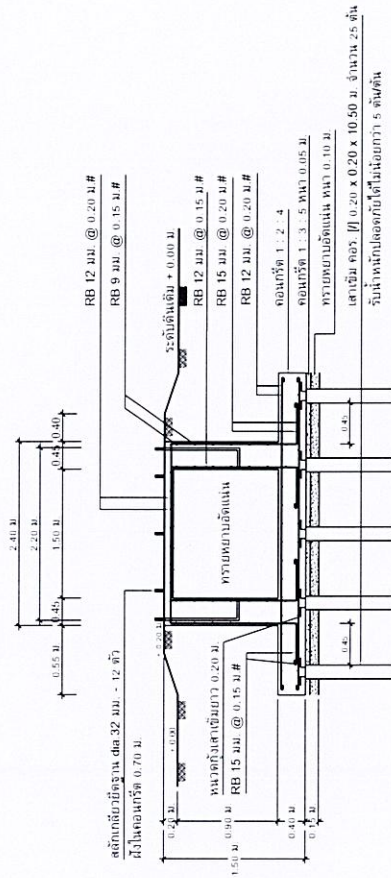 สลักเกลียวยึดฐาน dia 32 มม. - 12 ตัว
ฝังในคอนกรีต 0.70 ม.
2.40 ม
2.20 ม
0.55 ม
0.45
1.50 ม
0.45
0.40
RB 12 มม. @ 0.20 ม.#
RB 9 มม. @ 0.15 ม.#
ระดับดินเดิม + 0.00 ม.
+ 0.20 ม
+ 0.00
0.20 ม
0.90 ม
0.40 ม
0.15 ม
1.50 ม
ทรายหยาบอัดแน่น
RB 12 มม. @ 0.15 ม.#
RB 15 มม. @ 0.20 ม.#
RB 12 มม. @ 0.20 ม.#
หนวดกุ้งเสาเข็มยาว 0.20 ม.
RB 15 มม. @ 0.15 ม.#
0.45
0.45
คอนกรีต 1 : 2 : 4
คอนกรีต 1 : 3 : 5 หนา 0.05 ม.
ทรายหยาบอัดแน่น หนา 0.10 ม.
เสาเข็ม คอร. [I] 0.20 x 0.20 x 10.50 ม. จำนวน 25 ต้น
รับน้ำหนักปลอดภัยได้ไม่น้อยกว่า 5 ตัน/ต้น